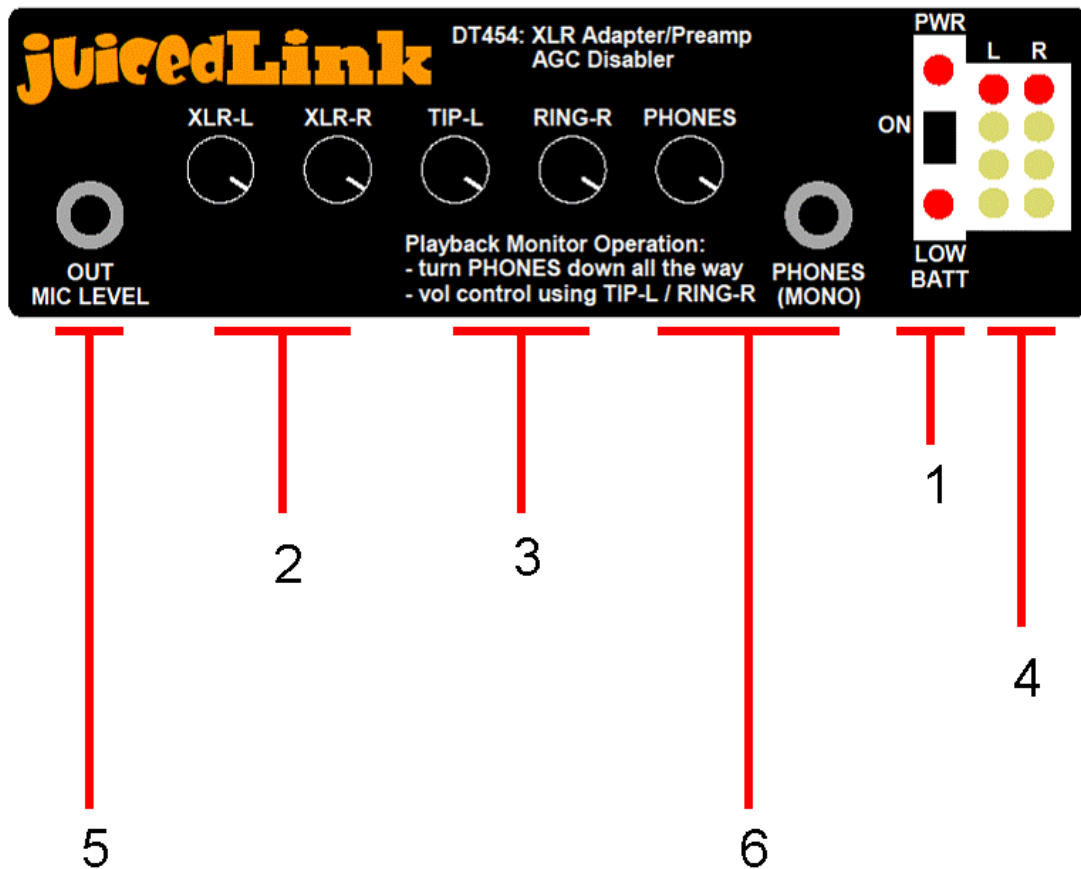 juicedLink
DT454: XLR Adapter/Preamp
AGC Disabler
PWR
L R
XLR-L XLR-R TIP-L RING-R PHONES
ON
OUT
MIC LEVEL
Playback Monitor Operation:
- turn PHONES down all the way
- vol control using TIP-L / RING-R
PHONES
(MONO)
LOW
BATT
1
2
3
4
5
6